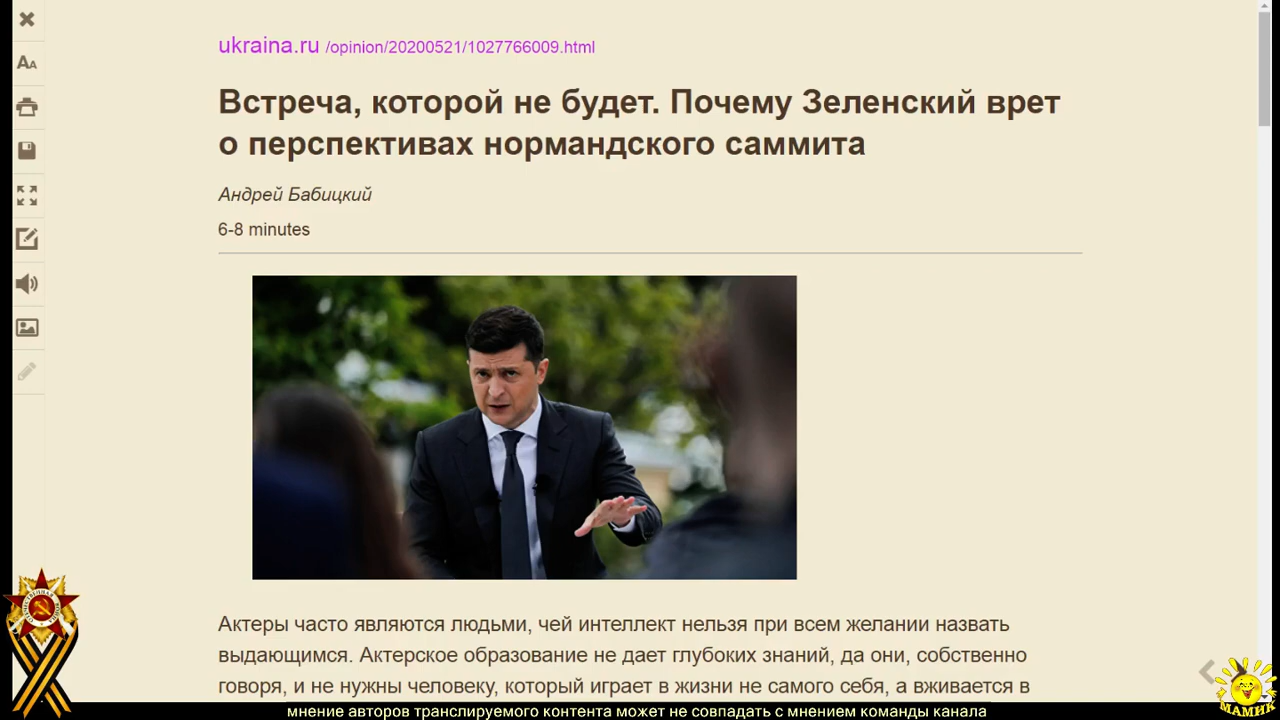 ukraina.ru /opinion/20200521/1027766009.html
Встреча, которой не будет. Почему Зеленский врет
о перспективах нормандского саммита
Андрей Бабицкий
6-8 minutes
Актеры часто являются людьми, чей интеллект нельзя при всем желании назвать
выдающимся. Актерское образование не дает глубоких знаний, да они, собственно
говоря, и не нужны человеку, который играет в жизни не самого себя, а вживается в
МАМИК
мнение авторов транслируемого контента может не совпадать с мнением команды канала